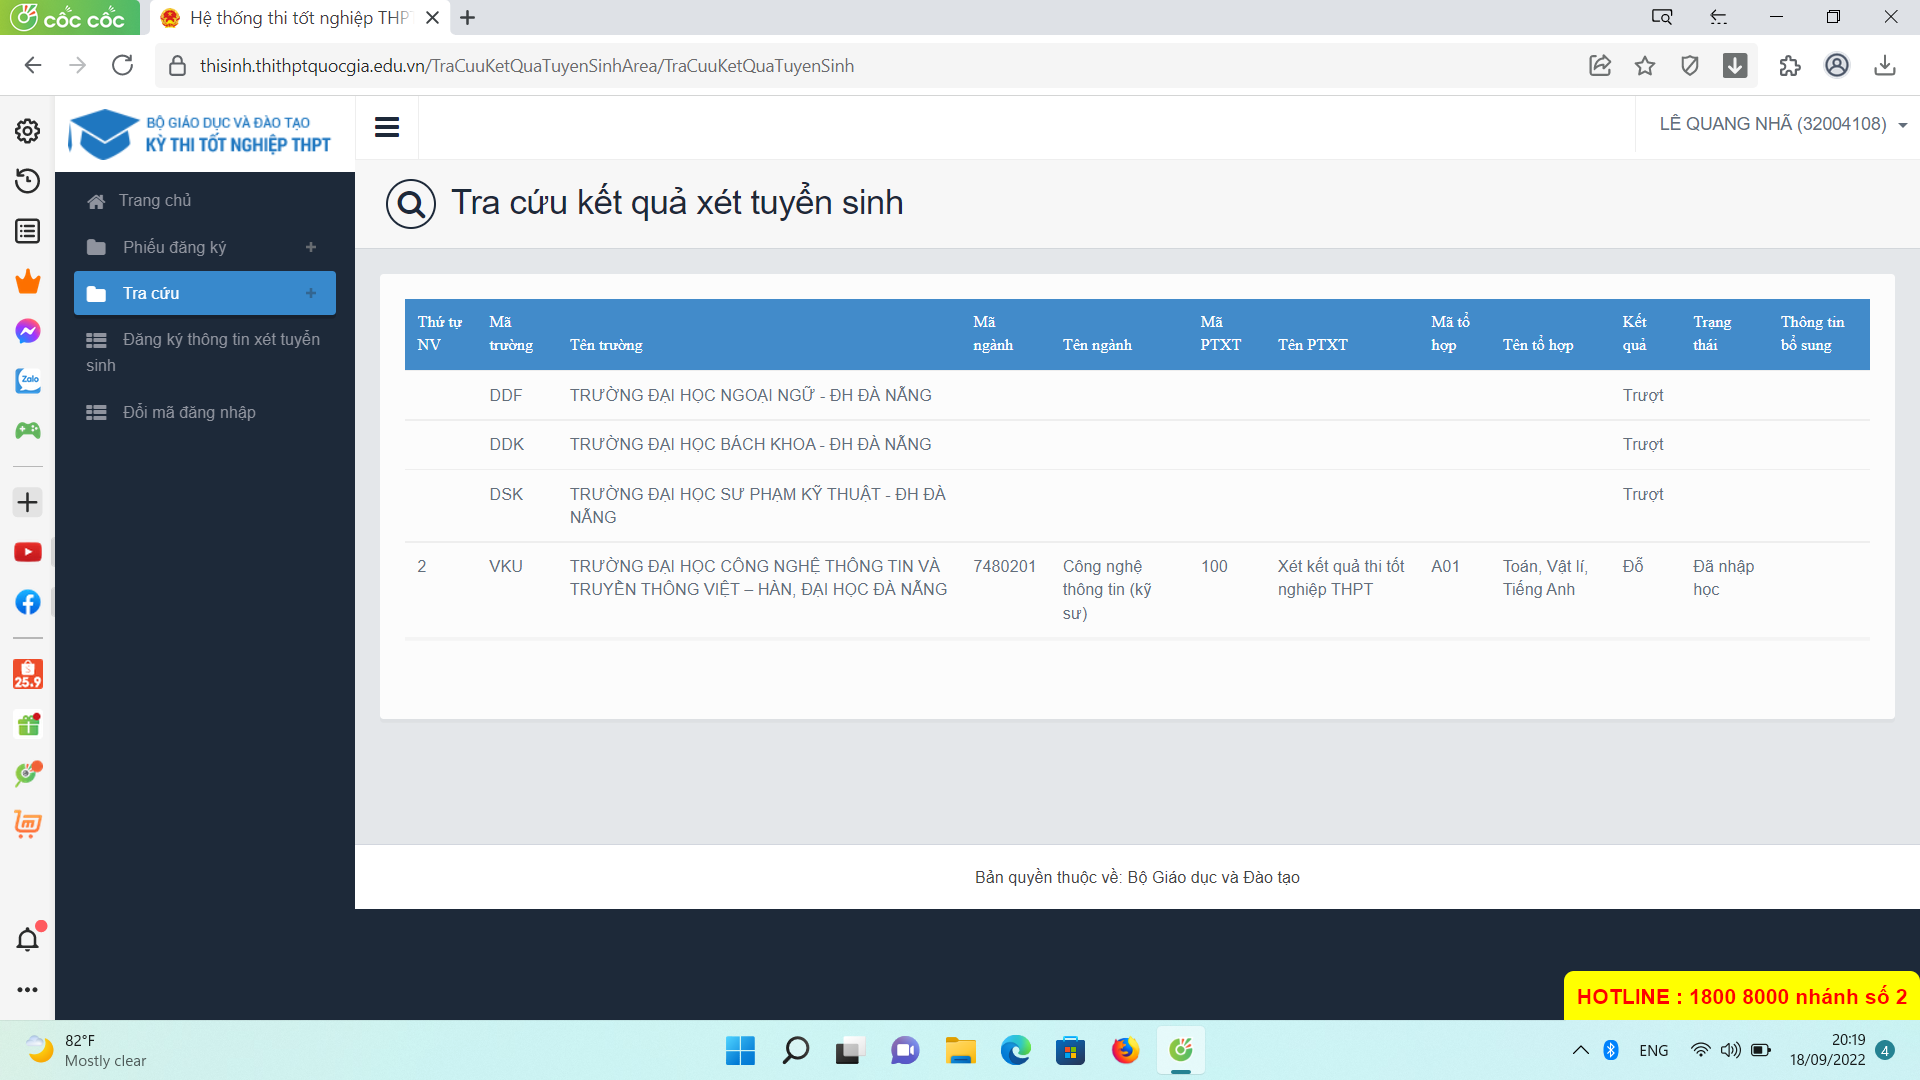 cốc cốc
Hệ thống thi tốt nghiệp THPT
thisinh.thithptquocgia.edu.vn/TraCuuKetQuaTuyenSinhArea/TraCuuKetQuaTuyenSinh
BỘ GIÁO DỤC VÀ ĐÀO TẠO
KỲ THI TỐT NGHIỆP THPT
LÊ QUANG NHÃ (32004108)
Trang chủ
Phiếu đăng ký
Tra cứu
Đăng ký thông tin xét tuyển
sinh
Đổi mã đăng nhập
Zalo
25.9
Tra cứu kết quả xét tuyển sinh
Thứ tự NV Mã trường Tên trường Mã ngành Tên ngành Mã PTXT Tên PTXT Mã tổ hợp Tên tổ hợp Kết quả Trạng thái Thông tin bổ sung
DDF TRƯỜNG ĐẠI HỌC NGOẠI NGỮ - ĐH ĐÀ NẴNG Trượt
DDK TRƯỜNG ĐẠI HỌC BÁCH KHOA - ĐH ĐÀ NẴNG Trượt
DSK TRƯỜNG ĐẠI HỌC SƯ PHẠM KỸ THUẬT - ĐH ĐÀ Trượt
NẴNG
2 VKU TRƯỜNG ĐẠI HỌC CÔNG NGHỆ THÔNG TIN VÀ 7480201 Công nghệ 100 Xét kết quả thi tốt A01 Toán, Vật lí, Đỗ Đã nhập
TRUYỀN THÔNG VIỆT – HÀN, ĐẠI HỌC ĐÀ NẴNG thông tin (kỹ nghiệp THPT Tiếng Anh học
sư)
Bản quyền thuộc về: Bộ Giáo dục và Đào tạo
HOTLINE : 1800 8000 nhánh số 2
82°F
Mostly clear
ENG
20:19
18/09/2022
4